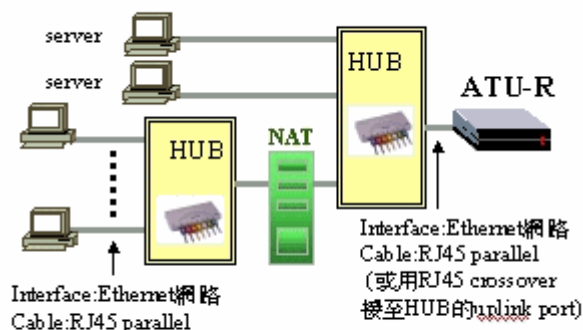 server
server
HUB
ATU-R
HUB
NAT
Interface:Ethernet網路
Cable:RJ45 parallel
(或用RJ45 crossover
接至HUB的uplink port)
Interface:Ethernet網路
Cable:RJ45 parallel